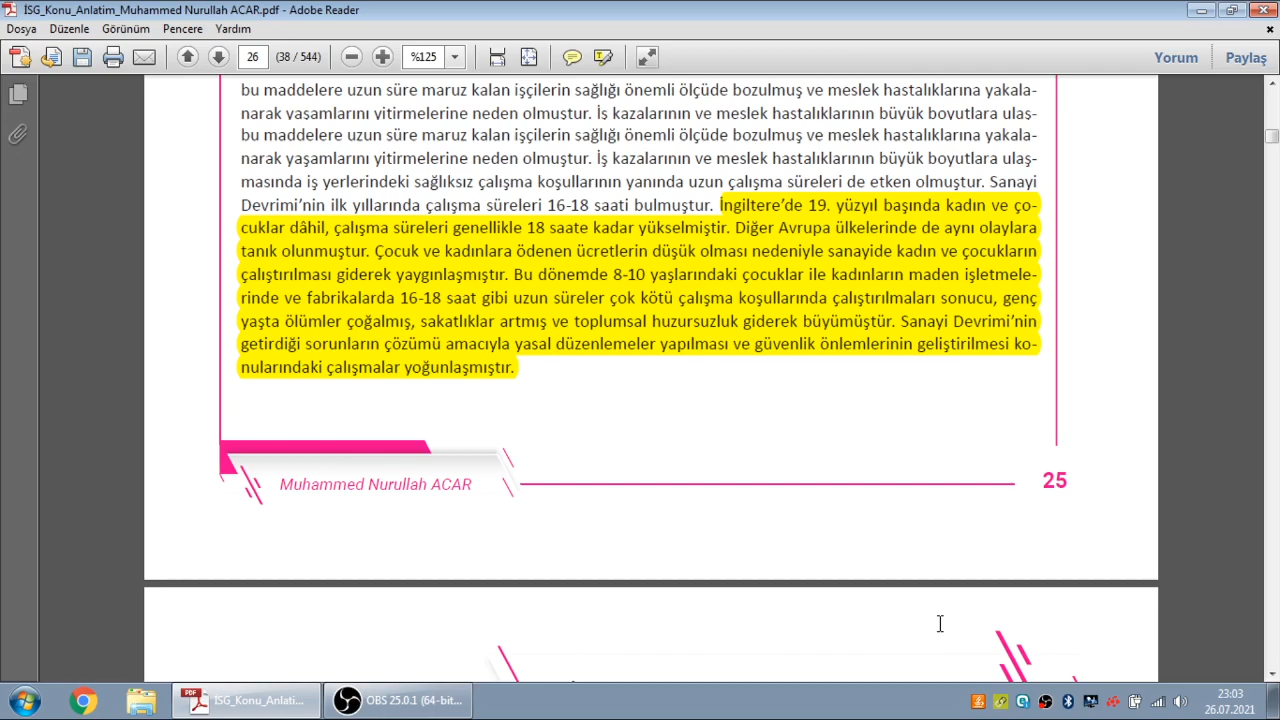 İSG_Konu_Anlatim_Muhammed Nurullah ACAR.pdf - Adobe Reader
Dosya Düzenle Görünüm Pencere Yardım
26 (38 / 544) %125 Yorum Paylaş
bu maddelere uzun süre maruz kalan işçilerin sağlığı önemli ölçüde bozulmuş ve meslek hastalıklarına yakala-
narak yaşamlarını yitirmelerine neden olmuştur. İş kazalarının ve meslek hastalıklarının büyük boyutlara ulaş-
bu maddelere uzun süre maruz kalan işçilerin sağlığı önemli ölçüde bozulmuş ve meslek hastalıklarına yakala-
narak yaşamlarını yitirmelerine neden olmuştur. İş kazalarının ve meslek hastalıklarının büyük boyutlara ulaş-
masında iş yerlerindeki sağlıksız çalışma koşullarının yanında uzun çalışma süreleri de etken olmuştur. Sanayi
Devrimi’nin ilk yıllarında çalışma süreleri 16-18 saati bulmuştur. İngiltere’de 19. yüzyıl başında kadın ve ço-
cuklar dâhil, çalışma süreleri genellikle 18 saate kadar yükselmiştir. Diğer Avrupa ülkelerinde de aynı olaylara
tanık olunmuştur. Çocuk ve kadınlara ödenen ücretlerin düşük olması nedeniyle sanayide kadın ve çocukların
çalıştırılması giderek yaygınlaşmıştır. Bu dönemde 8-10 yaşlarındaki çocuklar ile kadınların maden işletmele-
rinde ve fabrikalarda 16-18 saat gibi uzun süreler çok kötü çalışma koşullarında çalıştırılmaları sonucu, genç
yaşta ölümler çoğalmış, sakatlıklar artmış ve toplumsal huzursuzluk giderek büyümüştür. Sanayi Devrimi’nin
getirdiği sorunların çözümü amacıyla yasal düzenlemeler yapılması ve güvenlik önlemlerinin geliştirilmesi ko-
nularındaki çalışmalar yoğunlaşmıştır.
Muhammed Nurullah ACAR 25
PDF İSG_Konu_Anlati... OBS 25.0.1 (64-bit... 23:03
26.07.2021